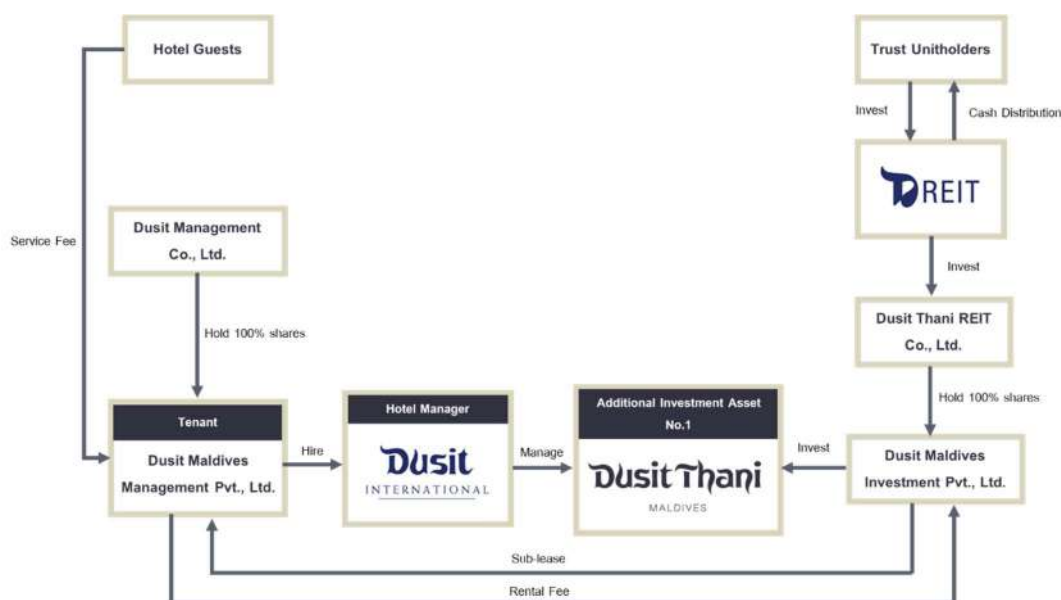 Hotel Guests
Trust Unitholders
Invest
Cash Distribution
DREIT
Service Fee
Dusit Management
Co., Ltd.
Invest
Hold 100% shares
Dusit Thani REIT
Co., Ltd.
Hold 100% shares
Tenant
Dusit Maldives
Management Pvt., Ltd.
Hire
Hotel Manager
Dusit
INTERNATIONAL
Manage
Additional Investment Asset
No.1
Dusit Thani
MALDIVES
Invest
Dusit Maldives
Investment Pvt., Ltd.
Sub-lease
Rental Fee